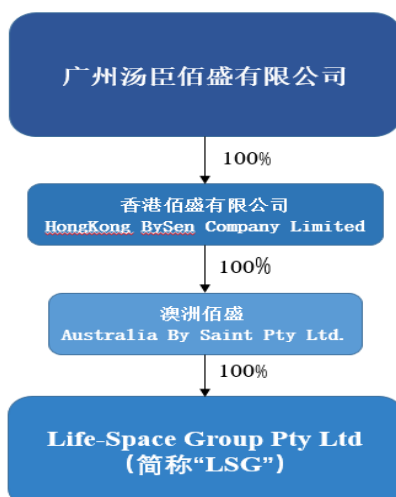 广州汤臣佰盛有限公司
100%
香港佰盛有限公司
HongKong BySen Company Limited
100%
澳洲佰盛
Australia By Saint Pty Ltd.
100%
Life-Space Group Pty Ltd
（简称“LSG”）